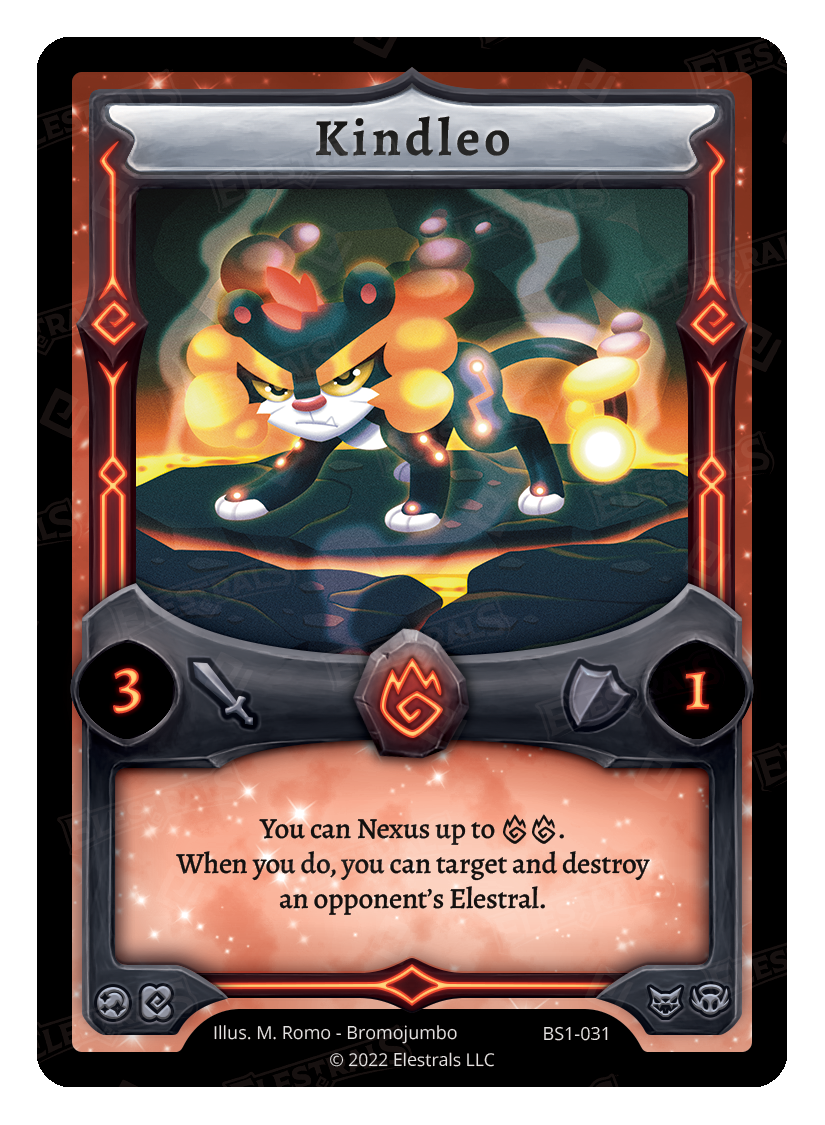 Kindleo
3
1
You can Nexus up to .
When you do, you can target and destroy
an opponent's Elestral.
Illus. M. Romo - Bromojumbo
BS1-031
© 2022 Elestrals LLC
ELESTRALS